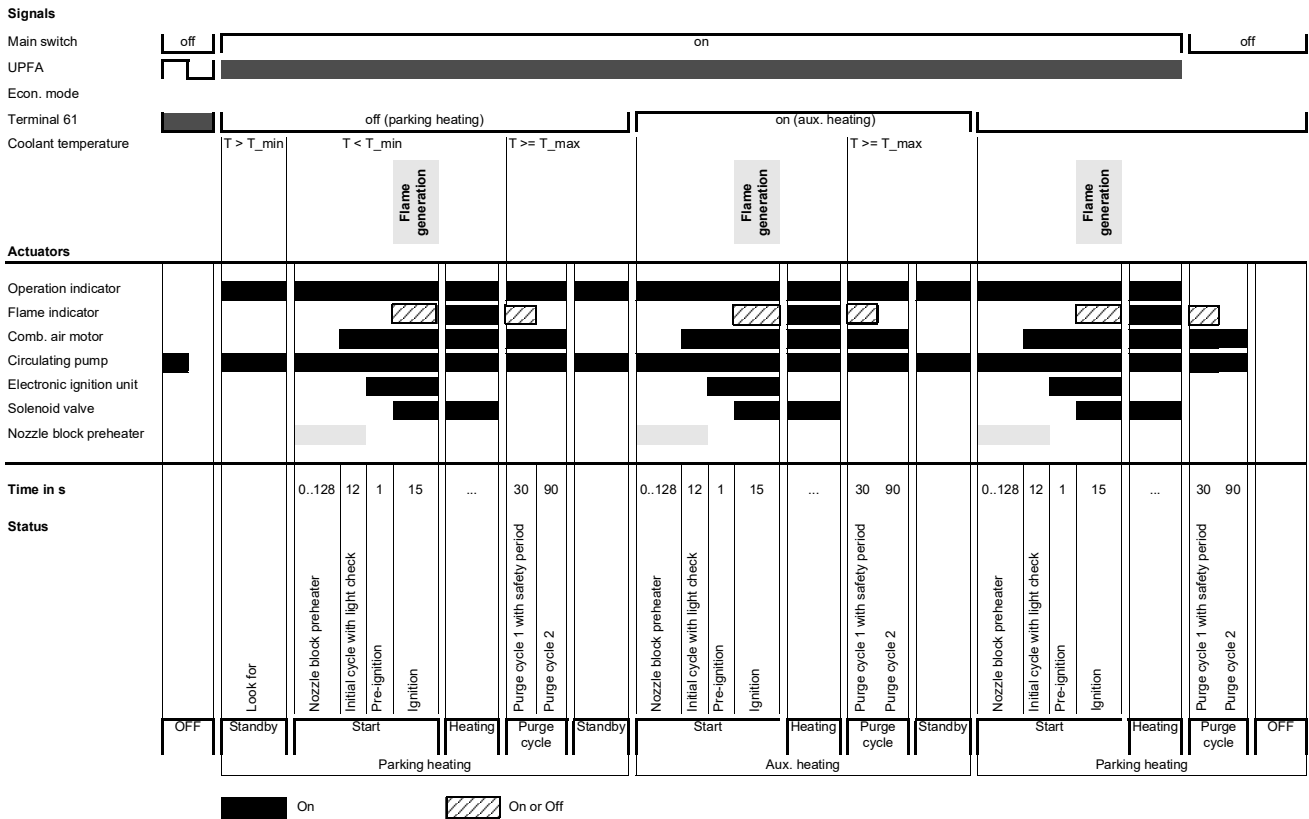 Signals
Main switch off on off
UPFA
Econ. mode
Terminal 61 off (parking heating) on (aux. heating)
Coolant temperature T > T_min T < T_min T >= T_max T >= T_max
Flame generation Flame generation Flame generation
Actuators
Operation indicator
Flame indicator
Comb. air motor
Circulating pump
Electronic ignition unit
Solenoid valve
Nozzle block preheater
Time in s 0..128 12 1 15 ... 30 90 0..128 12 1 15 ... 30 90 0..128 12 1 15 ... 30 90
Status
Look for
Nozzle block preheater
Initial cycle with light check
Pre-ignition
Ignition
Purge cycle 1 with safety period
Purge cycle 2
Nozzle block preheater
Initial cycle with light check
Pre-ignition
Ignition
Purge cycle 1 with safety period
Purge cycle 2
Nozzle block preheater
Initial cycle with light check
Pre-ignition
Ignition
Purge cycle 1 with safety period
Purge cycle 2
OFF Standby Start Heating Purge cycle Standby Start Heating Purge cycle Standby Start Heating Purge cycle OFF
Parking heating Aux. heating Parking heating
On On or Off